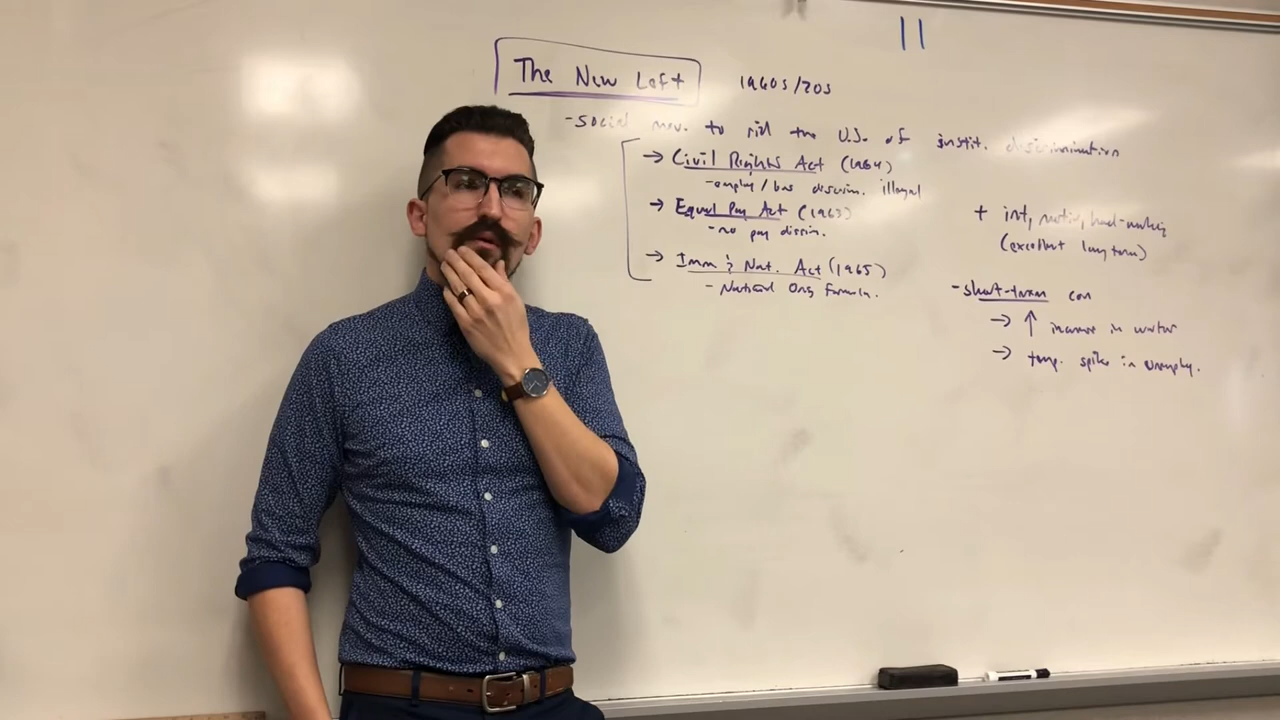 11
The New Left 1960s/70s
- social mov. to rid the U.S. of instit. discrimination
→ Civil Rights Act (1964)
- employ/bus discrim. illegal
→ Equal Pay Act (1963)
- no pay discrim.
→ Imm & Nat. Act (1965)
- National Orig Formula.
+ int, motiv, hard-working
(excellent long term)
- short-term con
→ ↑ increase in worker
→ temp. spike in unemploy.